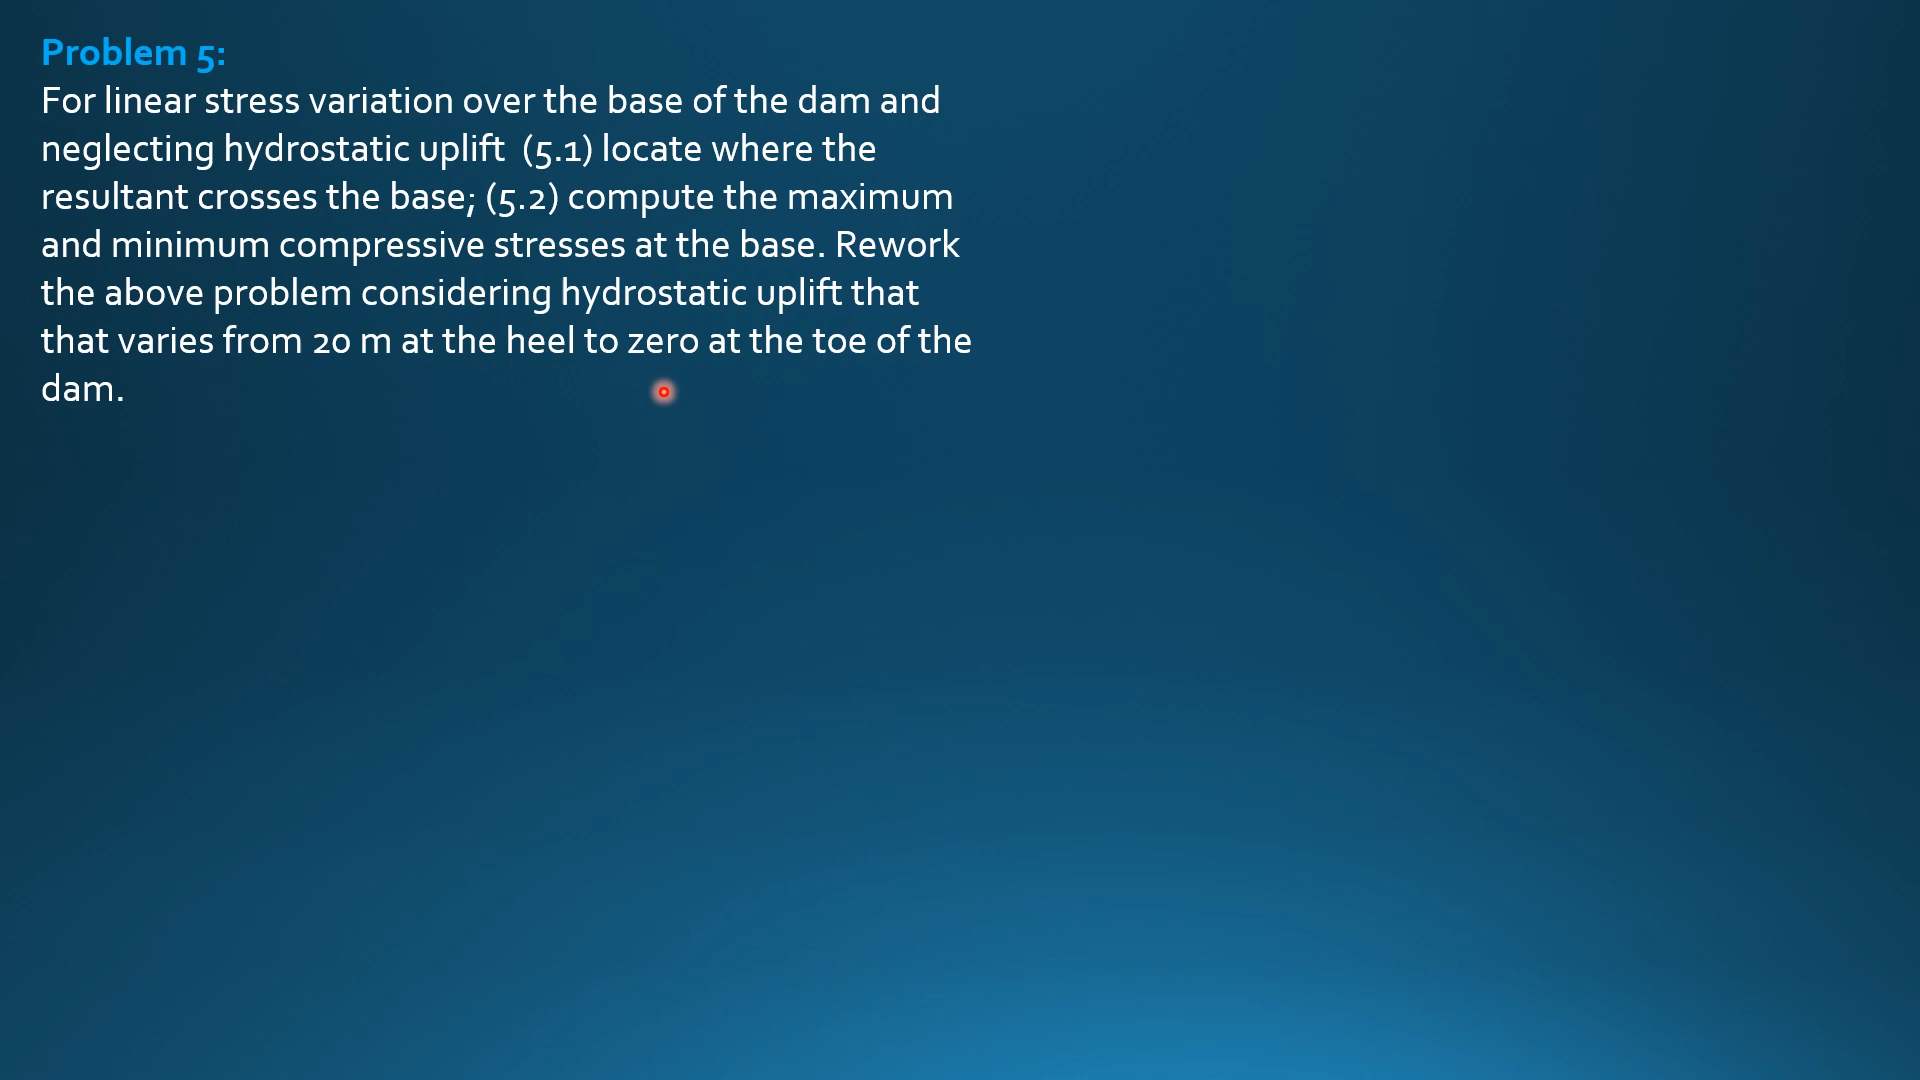 Problem 5:
For linear stress variation over the base of the dam and
neglecting hydrostatic uplift  (5.1) locate where the
resultant crosses the base; (5.2) compute the maximum
and minimum compressive stresses at the base. Rework
the above problem considering hydrostatic uplift that
that varies from 20 m at the heel to zero at the toe of the
dam.